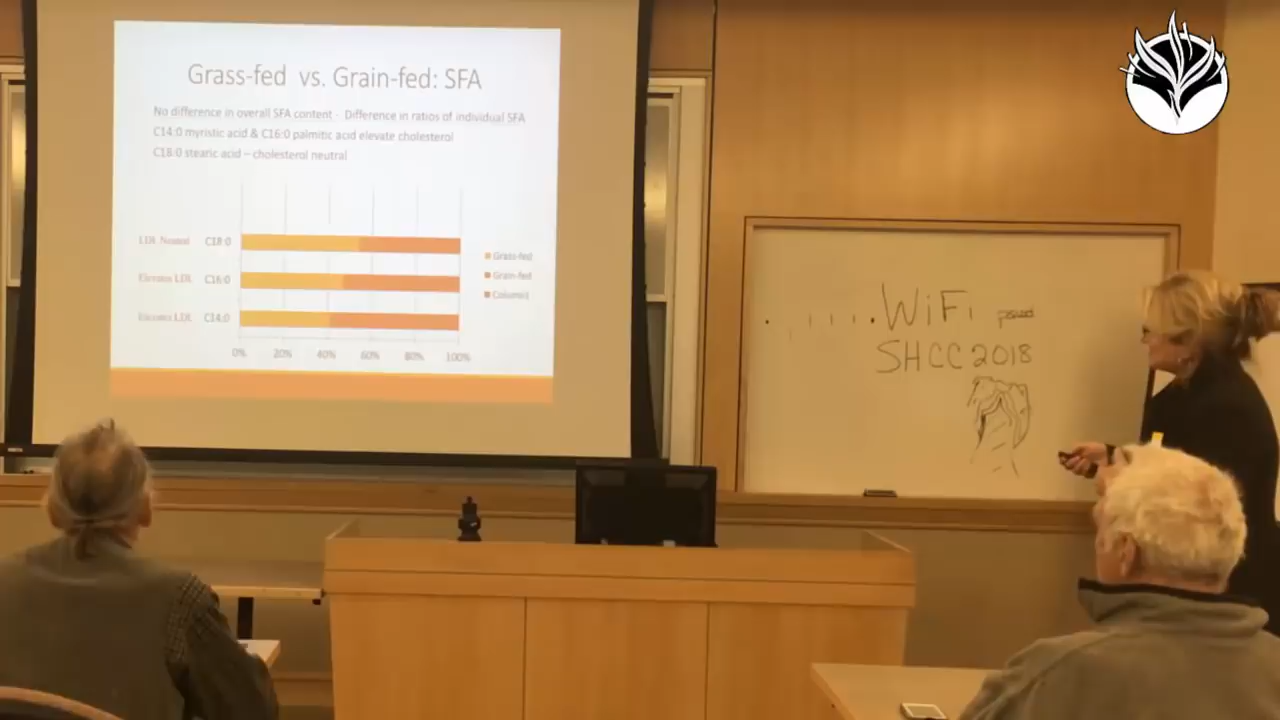 Grass-fed vs. Grain-fed: SFA
No difference in overall SFA content - Difference in ratios of individual SFA
C14:0 myristic acid & C16:0 palmitic acid elevate cholesterol
C18:0 stearic acid – cholesterol neutral
LDL Neutral C18:0
Elevates LDL C16:0
Elevates LDL C14:0
0% 20% 40% 60% 80% 100%
Grass-fed
Grain-fed
Column1
WiFi
SHCC2018